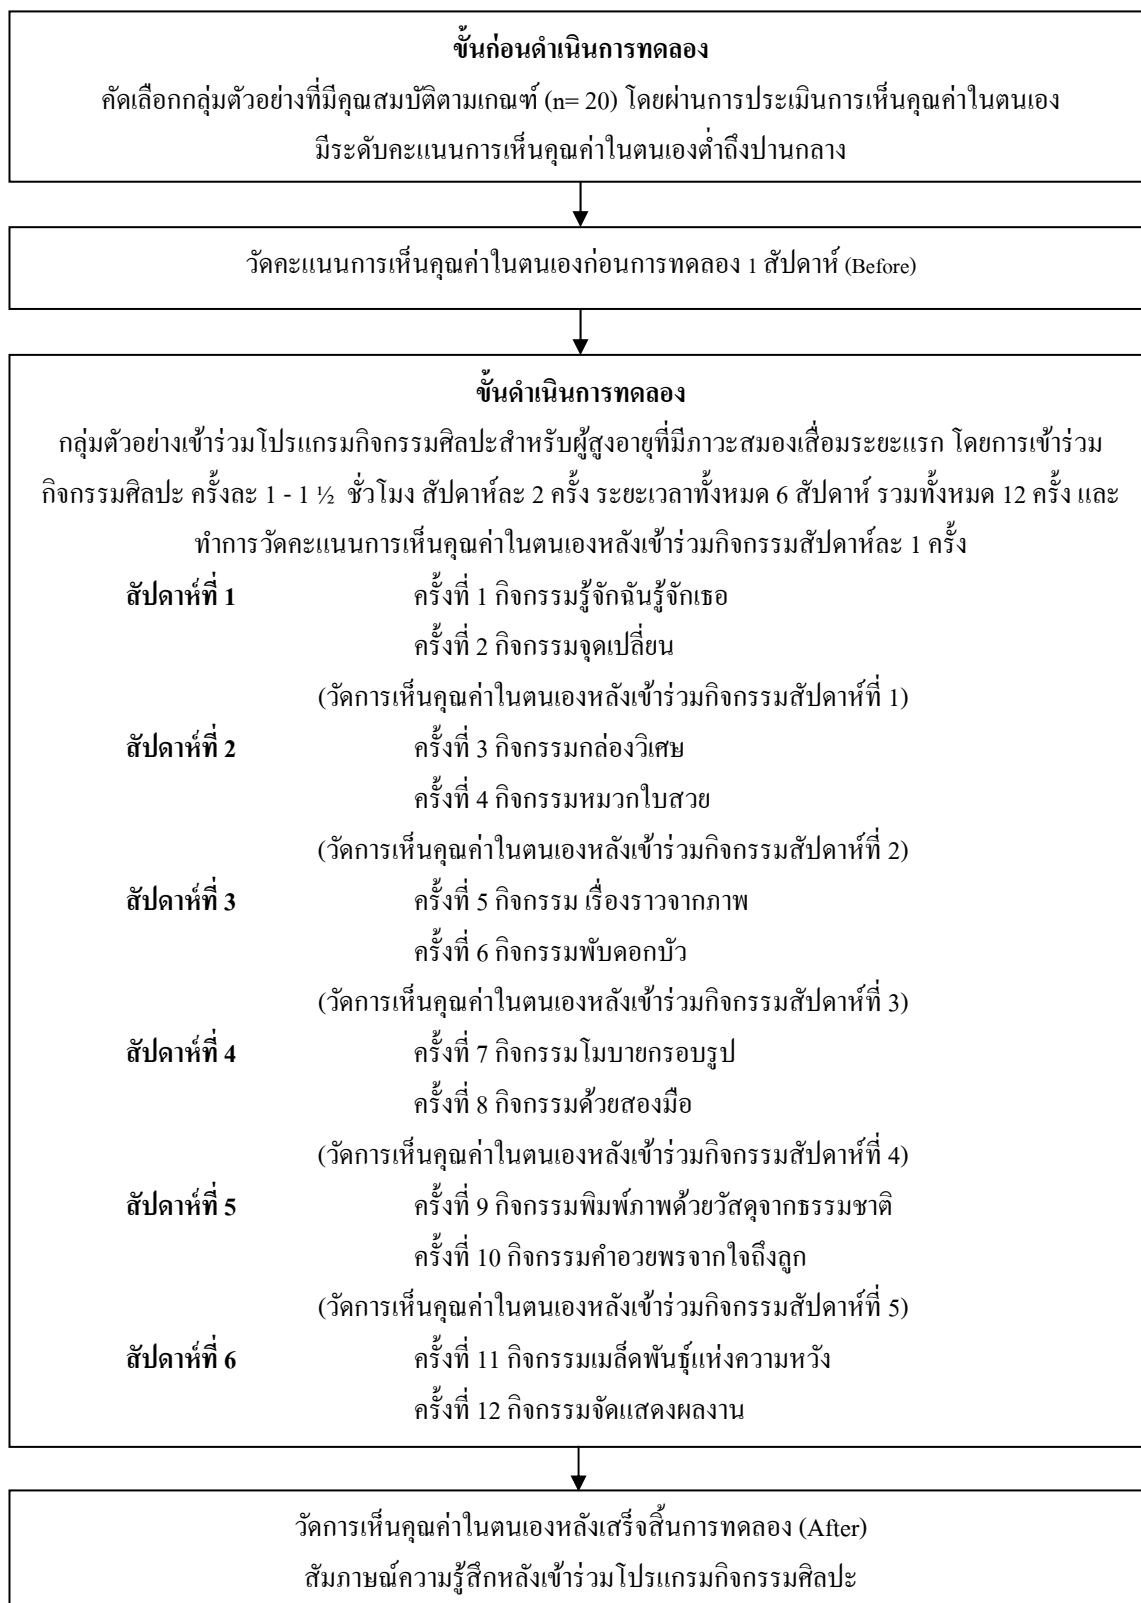 ขั้นก่อนดำเนินการทดลอง
คัดเลือกกลุ่มตัวอย่างที่มีคุณสมบัติตามเกณฑ์ (n= 20) โดยผ่านการประเมินการเห็นคุณค่าในตนเอง
มีระดับคะแนนการเห็นคุณค่าในตนเองต่ำถึงปานกลาง
วัดคะแนนการเห็นคุณค่าในตนเองก่อนการทดลอง 1 สัปดาห์ (Before)
ขั้นดำเนินการทดลอง
กลุ่มตัวอย่างเข้าร่วมโปรแกรมกิจกรรมศิลปะสำหรับผู้สูงอายุที่มีภาวะสมองเสื่อมระยะแรก โดยการเข้าร่วม
กิจกรรมศิลปะ ครั้งละ 1 - 1 ½ ชั่วโมง สัปดาห์ละ 2 ครั้ง ระยะเวลาทั้งหมด 6 สัปดาห์ รวมทั้งหมด 12 ครั้ง และ
ทำการวัดคะแนนการเห็นคุณค่าในตนเองหลังเข้าร่วมกิจกรรมสัปดาห์ละ 1 ครั้ง
สัปดาห์ที่ 1 ครั้งที่ 1 กิจกรรมรู้จักฉันรู้จักเธอ
ครั้งที่ 2 กิจกรรมจุดเปลี่ยน
(วัดการเห็นคุณค่าในตนเองหลังเข้าร่วมกิจกรรมสัปดาห์ที่ 1)
สัปดาห์ที่ 2 ครั้งที่ 3 กิจกรรมกล่องวิเศษ
ครั้งที่ 4 กิจกรรมหมวกใบสวย
(วัดการเห็นคุณค่าในตนเองหลังเข้าร่วมกิจกรรมสัปดาห์ที่ 2)
สัปดาห์ที่ 3 ครั้งที่ 5 กิจกรรม เรื่องราวจากภาพ
ครั้งที่ 6 กิจกรรมพับดอกบัว
(วัดการเห็นคุณค่าในตนเองหลังเข้าร่วมกิจกรรมสัปดาห์ที่ 3)
สัปดาห์ที่ 4 ครั้งที่ 7 กิจกรรมโมบายกรอบรูป
ครั้งที่ 8 กิจกรรมด้วยสองมือ
(วัดการเห็นคุณค่าในตนเองหลังเข้าร่วมกิจกรรมสัปดาห์ที่ 4)
สัปดาห์ที่ 5 ครั้งที่ 9 กิจกรรมพิมพ์ภาพด้วยวัสดุจากธรรมชาติ
ครั้งที่ 10 กิจกรรมคำอวยพรจากใจถึงลูก
(วัดการเห็นคุณค่าในตนเองหลังเข้าร่วมกิจกรรมสัปดาห์ที่ 5)
สัปดาห์ที่ 6 ครั้งที่ 11 กิจกรรมเมล็ดพันธุ์แห่งความหวัง
ครั้งที่ 12 กิจกรรมจัดแสดงผลงาน
วัดการเห็นคุณค่าในตนเองหลังเสร็จสิ้นการทดลอง (After)
สัมภาษณ์ความรู้สึกหลังเข้าร่วมโปรแกรมกิจกรรมศิลปะ